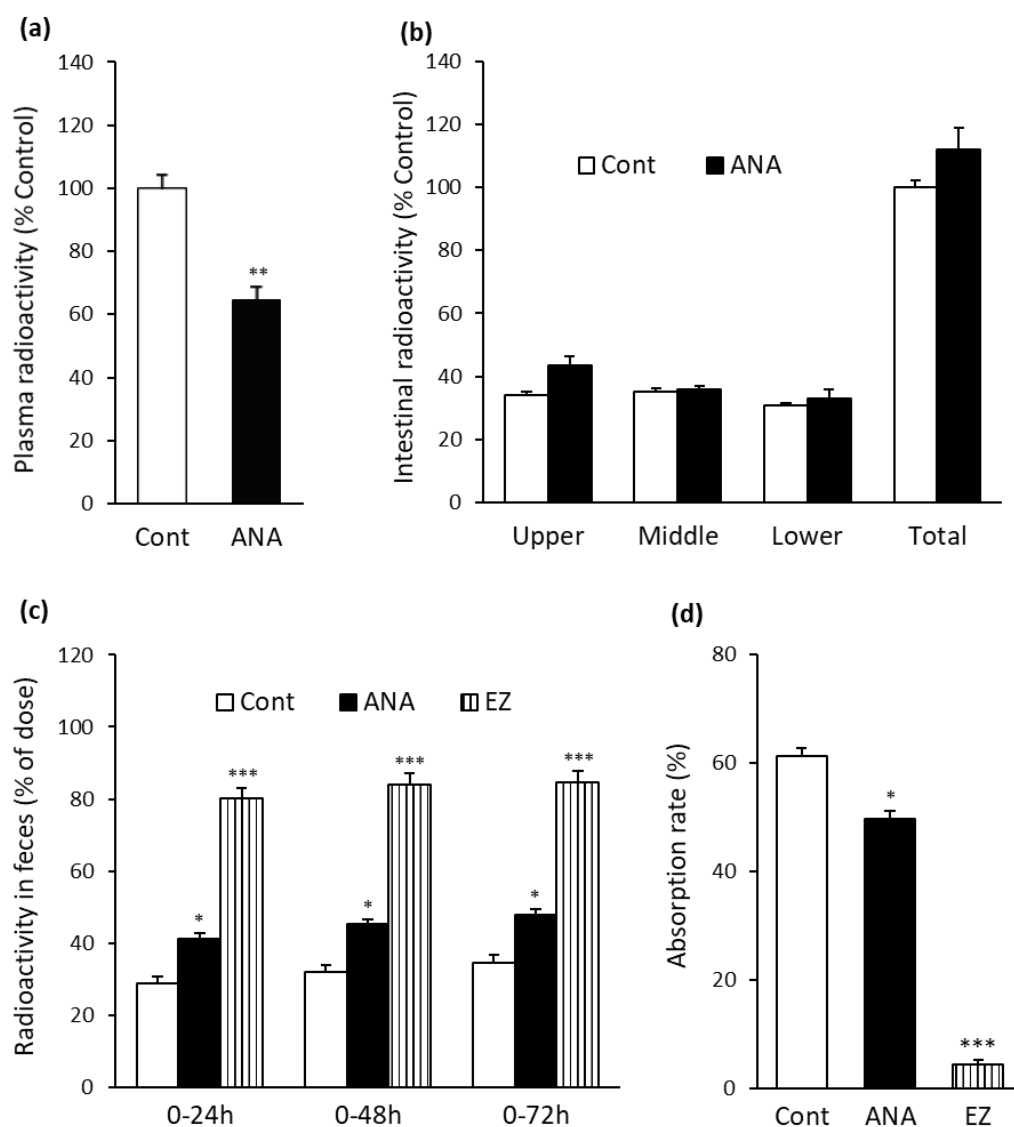 (a)
Plasma radioactivity (% Control)
140
120
100
80
60
40
20
0
**
Cont ANA
(b)
Intestinal radioactivity (% Control)
140
120
100
80
60
40
20
0
Cont ANA
Upper Middle Lower Total
(c)
Radioactivity in feces (% of dose)
120
100
80
60
40
20
0
Cont ANA EZ
* *** * *** * ***
0-24h 0-48h 0-72h
(d)
Absorption rate (%)
80
60
40
20
0
*
***
Cont ANA EZ